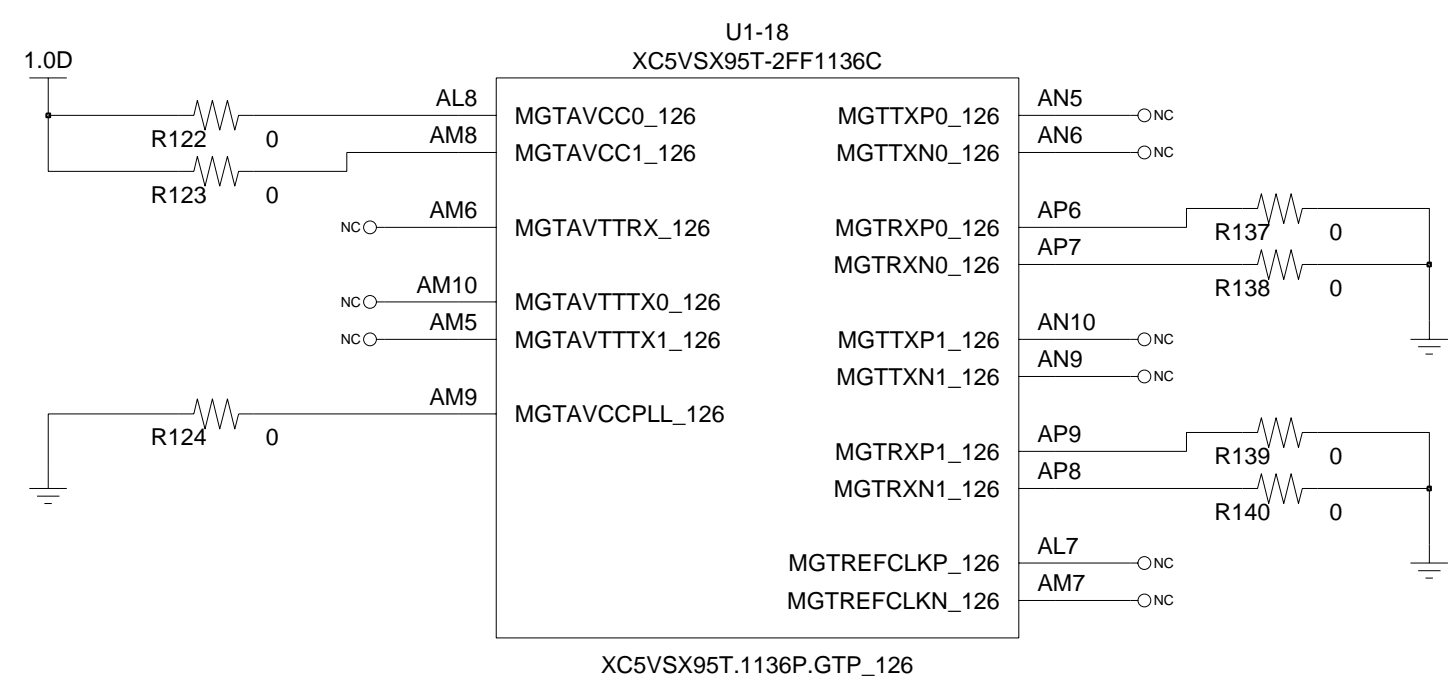 U1-18
XC5VSX95T-2FF1136C
1.0D
AL8
MGTAVCC0_126
MGTTXP0_126
AN5
NC
R122
0
AM8
MGTAVCC1_126
MGTTXN0_126
AN6
NC
R123
0
NC
AM6
MGTAVTTRX_126
MGTRXP0_126
AP6
R137
0
MGTRXN0_126
AP7
R138
0
NC
AM10
MGTAVTTTX0_126
NC
AM5
MGTAVTTTX1_126
MGTTXP1_126
AN10
NC
MGTTXN1_126
AN9
NC
R124
0
AM9
MGTAVCCPLL_126
MGTRXP1_126
AP9
R139
0
MGTRXN1_126
AP8
R140
0
MGTREFCLKP_126
AL7
NC
MGTREFCLKN_126
AM7
NC
XC5VSX95T.1136P.GTP_126